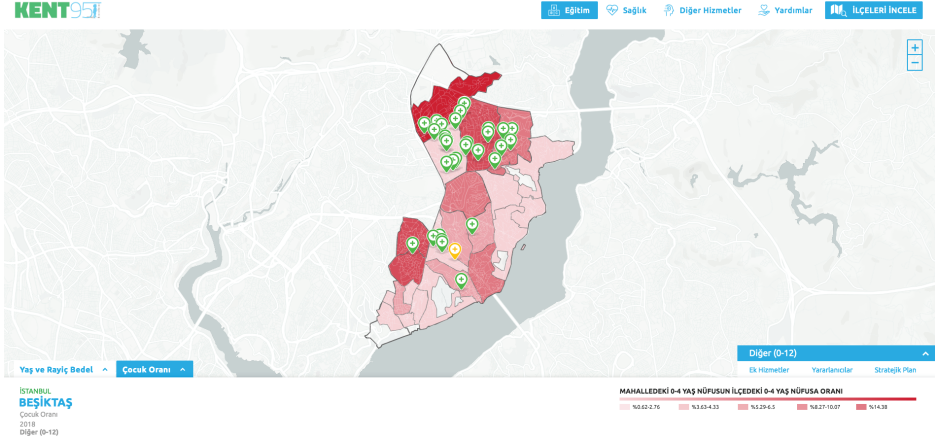 KENT95
Eğitim
Sağlık
Diğer Hizmetler
Yardımlar
İLÇELERİ İNCELE
+
−
Diğer (0-12)
Yaş ve Rayiç Bedel
Çocuk Oranı
Ek Hizmetler
Yararlanıcılar
Stratejik Plan
İSTANBUL
BEŞİKTAŞ
Çocuk Oranı
2018
Diğer (0-12)
MAHALLEDEKİ 0-4 YAŞ NÜFUSUN İLÇEDEKİ 0-4 YAŞ NÜFUSA ORANI
%0.62-2.76
%3.63-4.33
%5.29-6.5
%8.27-10.07
%14.38